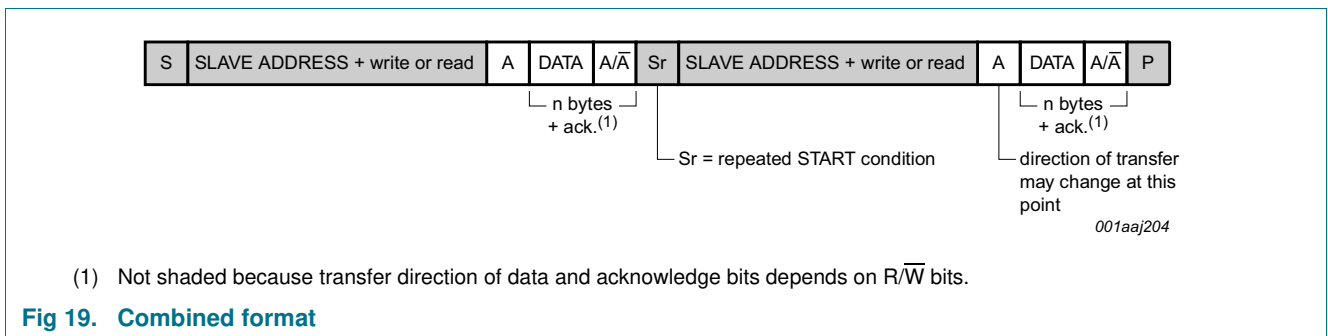 S SLAVE ADDRESS + write or read A DATA A/A̅ Sr SLAVE ADDRESS + write or read A DATA A/A̅ P
n bytes
+ ack.(1)
n bytes
+ ack.(1)
Sr = repeated START condition
direction of transfer
may change at this
point
001aaj204
(1) Not shaded because transfer direction of data and acknowledge bits depends on R/W̅ bits.
Fig 19. Combined format